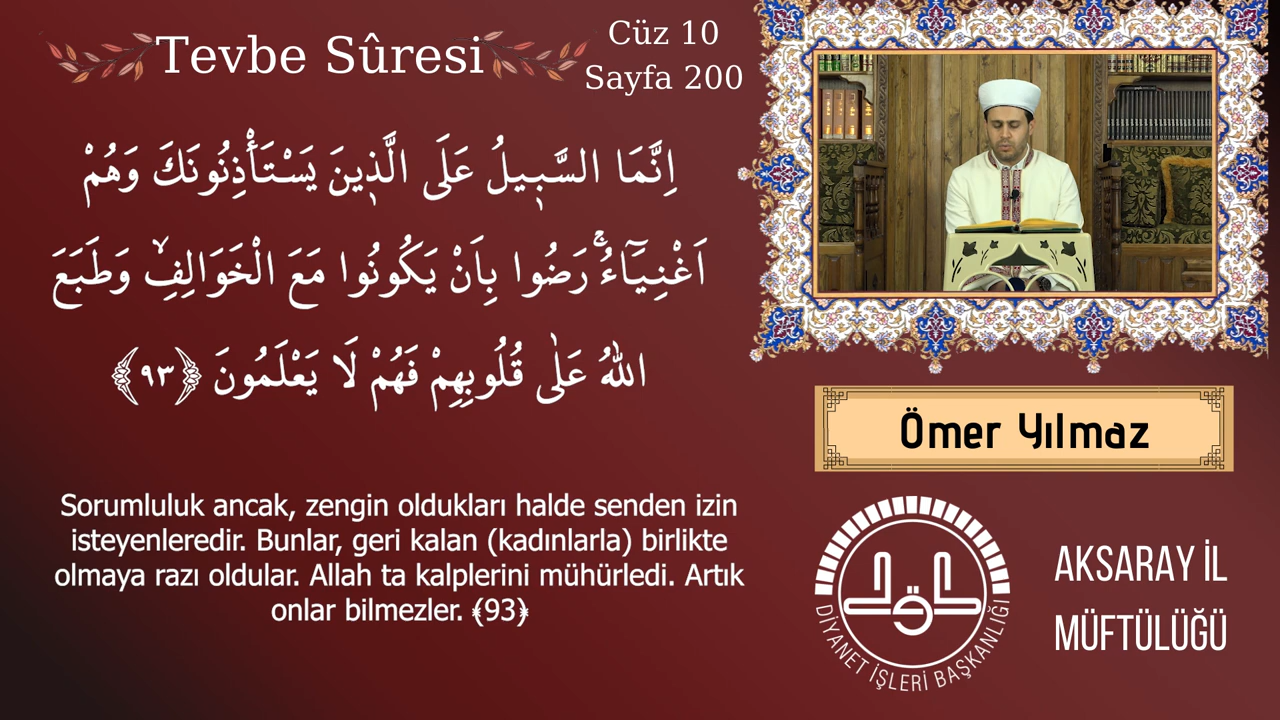 Tevbe Sûresi
Cüz 10
Sayfa 200
اِنَّمَا السَّبٖيلُ عَلَى الَّذٖينَ يَسْتَأْذِنُونَكَ وَهُمْ
اَغْنِيَٓاءُۚ رَضُوا بِاَنْ يَكُونُوا مَعَ الْخَوَالِفِۙ وَطَبَعَ
اللّٰهُ عَلٰى قُلُوبِهِمْ فَهُمْ لَا يَعْلَمُونَ ﴿٩٣﴾
Sorumluluk ancak, zengin oldukları halde senden izin
isteyenleredir. Bunlar, geri kalan (kadınlarla) birlikte
olmaya razı oldular. Allah ta kalplerini mühürledi. Artık
onlar bilmezler. ﴾93﴿
Ömer Yılmaz
DİYANET İŞLERİ BAŞKANLIĞI
AKSARAY İL
MÜFTÜLÜĞÜ